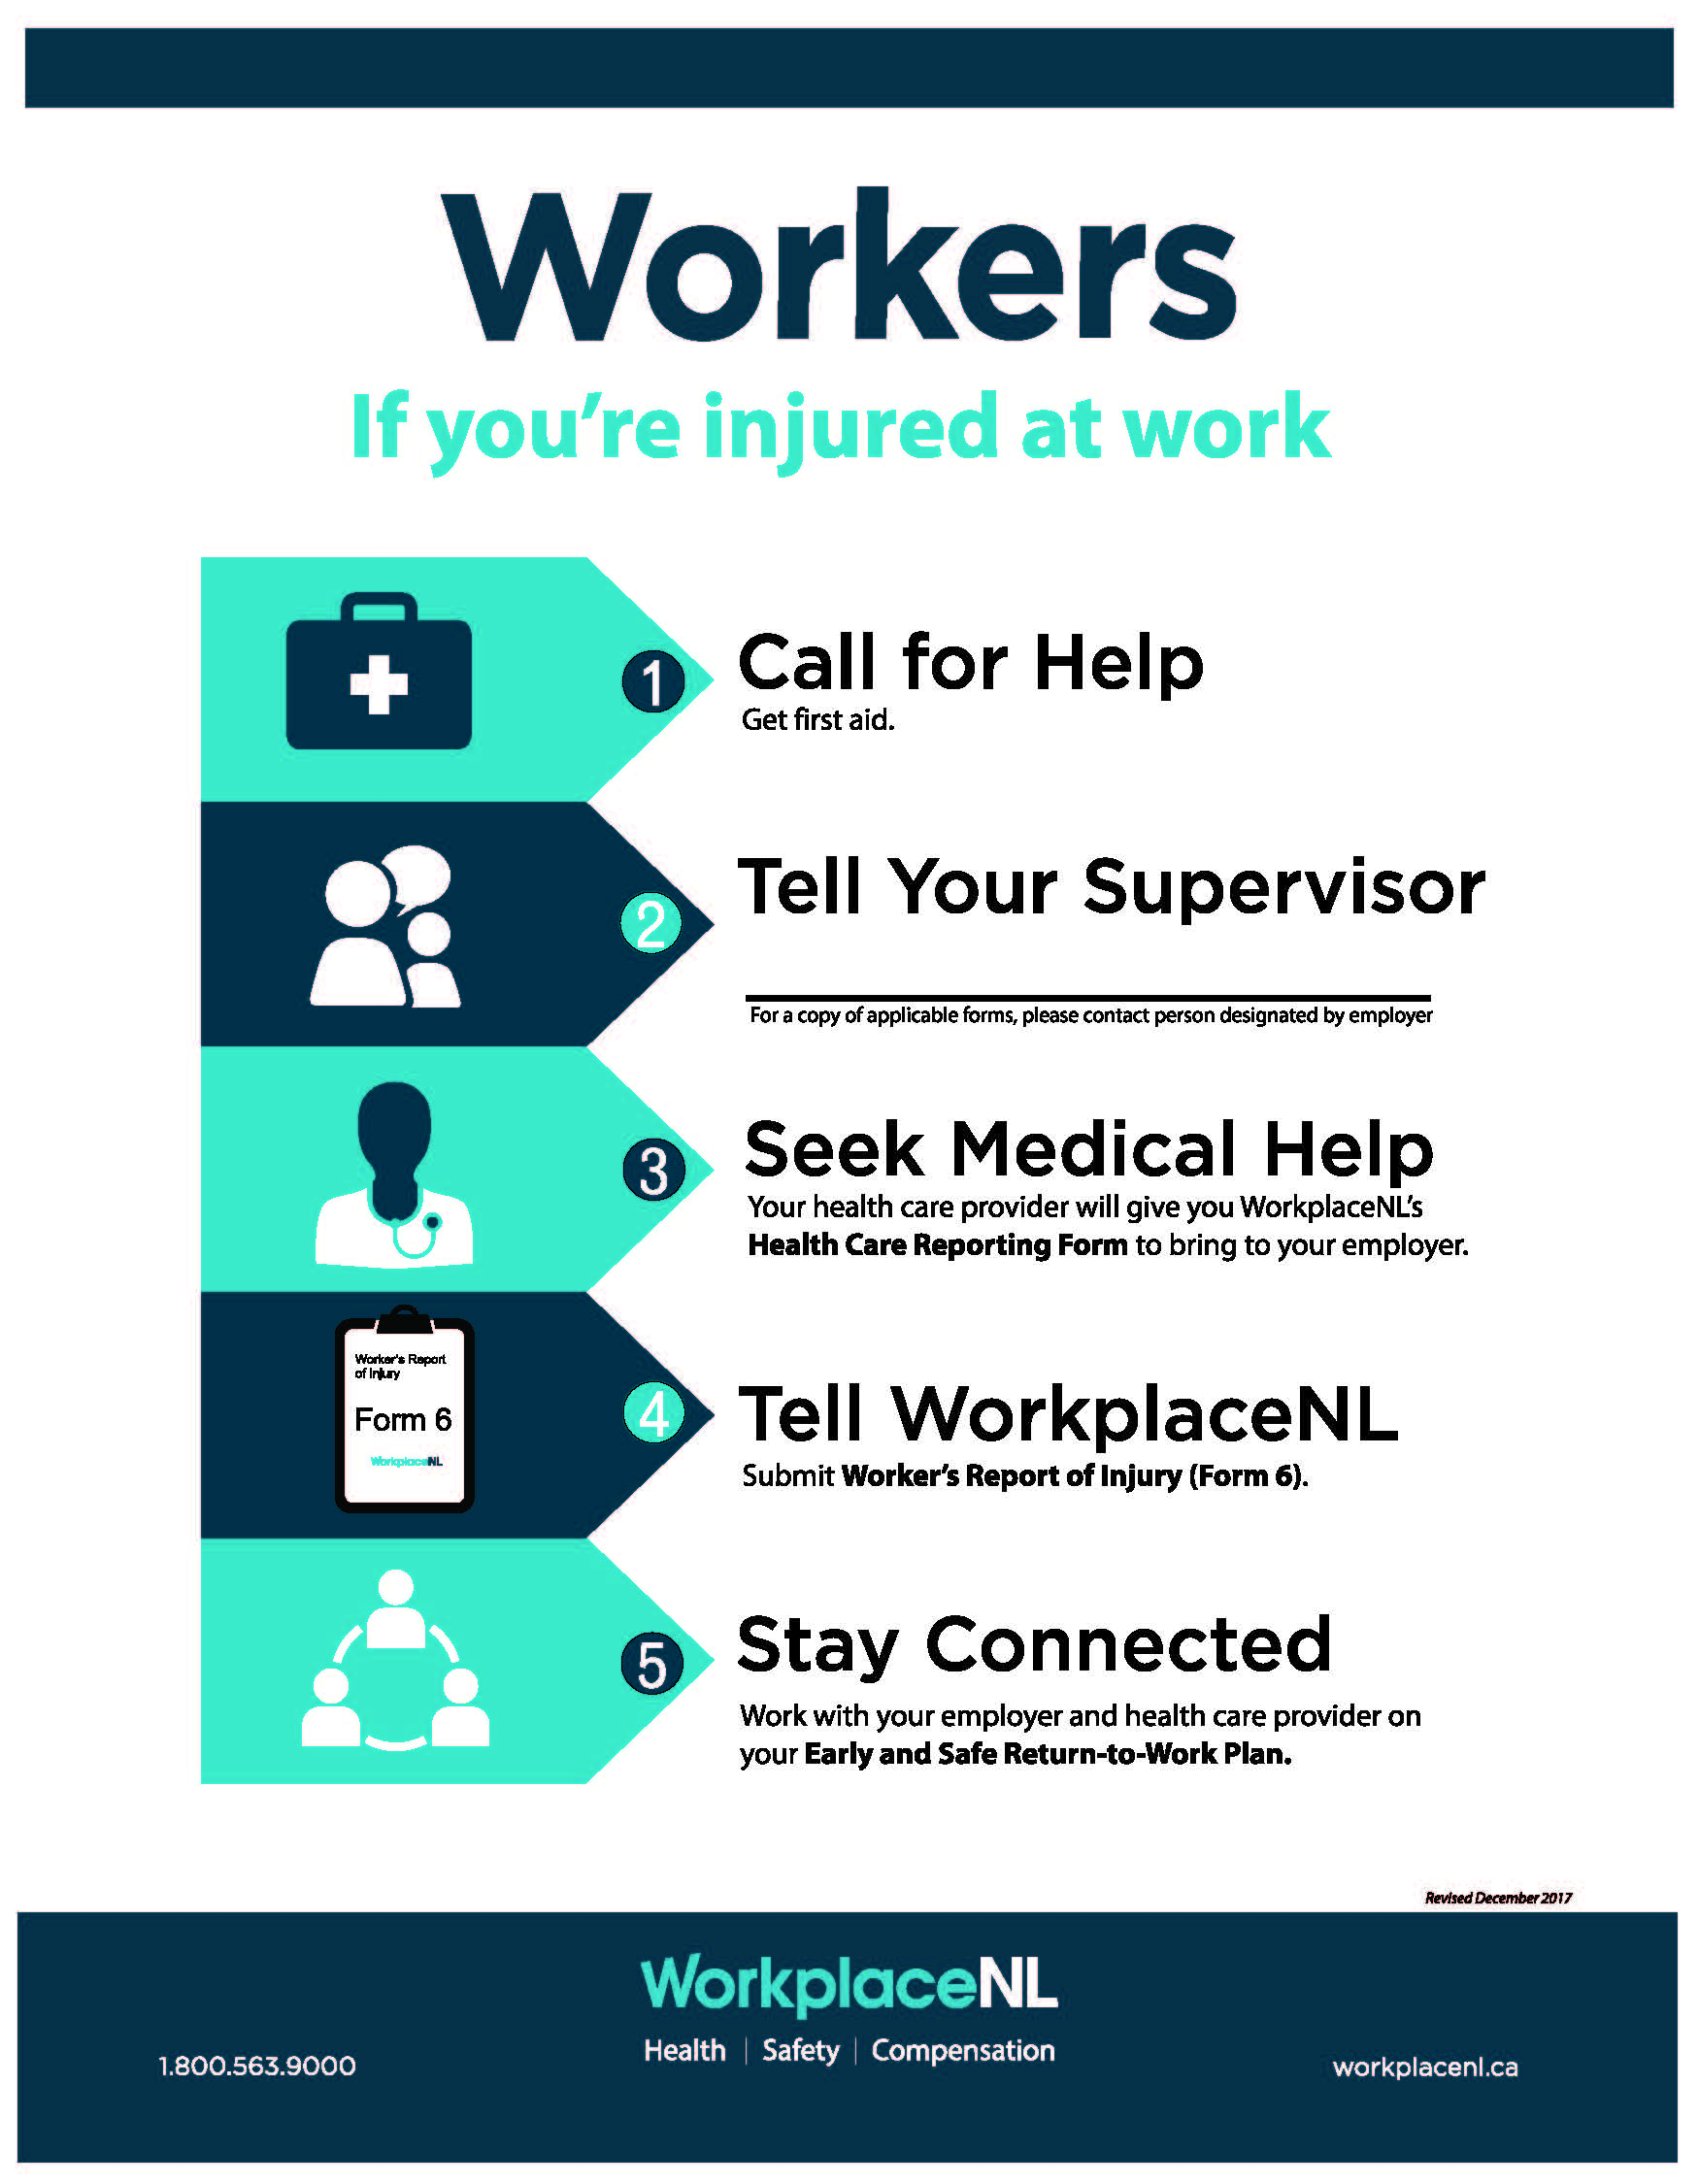 Workers
If you're injured at work
1
Call for Help
Get first aid.
2
Tell Your Supervisor
For a copy of applicable forms, please contact person designated by employer
3
Seek Medical Help
Your health care provider will give you WorkplaceNL's
Health Care Reporting Form to bring to your employer.
Worker's Report
of Injury
Form 6
WorkplaceNL
4
Tell WorkplaceNL
Submit Worker's Report of Injury (Form 6).
5
Stay Connected
Work with your employer and health care provider on
your Early and Safe Return-to-Work Plan.
Revised December 2017
WorkplaceNL
Health | Safety | Compensation
1.800.563.9000
workplacenl.ca